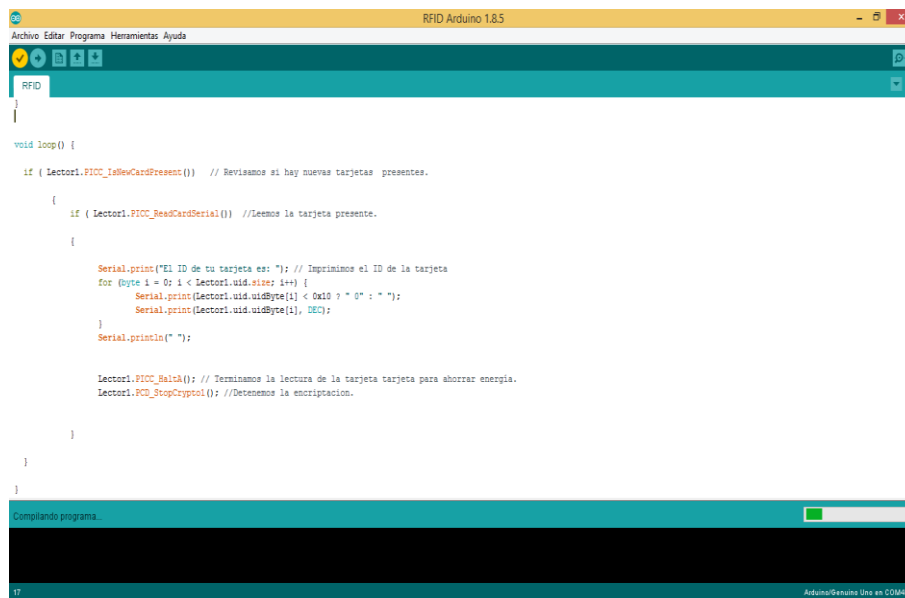 RFID Arduino 1.8.5
Archivo Editar Programa Herramientas Ayuda
RFID
}
void loop() {
if ( Lector1.PICC_IsNewCardPresent()) // Revisamos si hay nuevas tarjetas presentes.
{
if ( Lector1.PICC_ReadCardSerial()) //Leemos la tarjeta presente.
{
Serial.print("El ID de tu tarjeta es: "); // Imprimimos el ID de la tarjeta
for (byte i = 0; i < Lector1.uid.size; i++) {
Serial.print(Lector1.uid.uidByte[i] < 0x10 ? " 0" : " ");
Serial.print(Lector1.uid.uidByte[i], DEC);
}
Serial.println(" ");
Lector1.PICC_HaltA(); // Terminamos la lectura de la tarjeta tarjeta para ahorrar energía.
Lector1.PCD_StopCrypto1(); //Detenemos la encriptacion.
}
}
}
Compilando programa...
17
Arduino/Genuino Uno en COM4